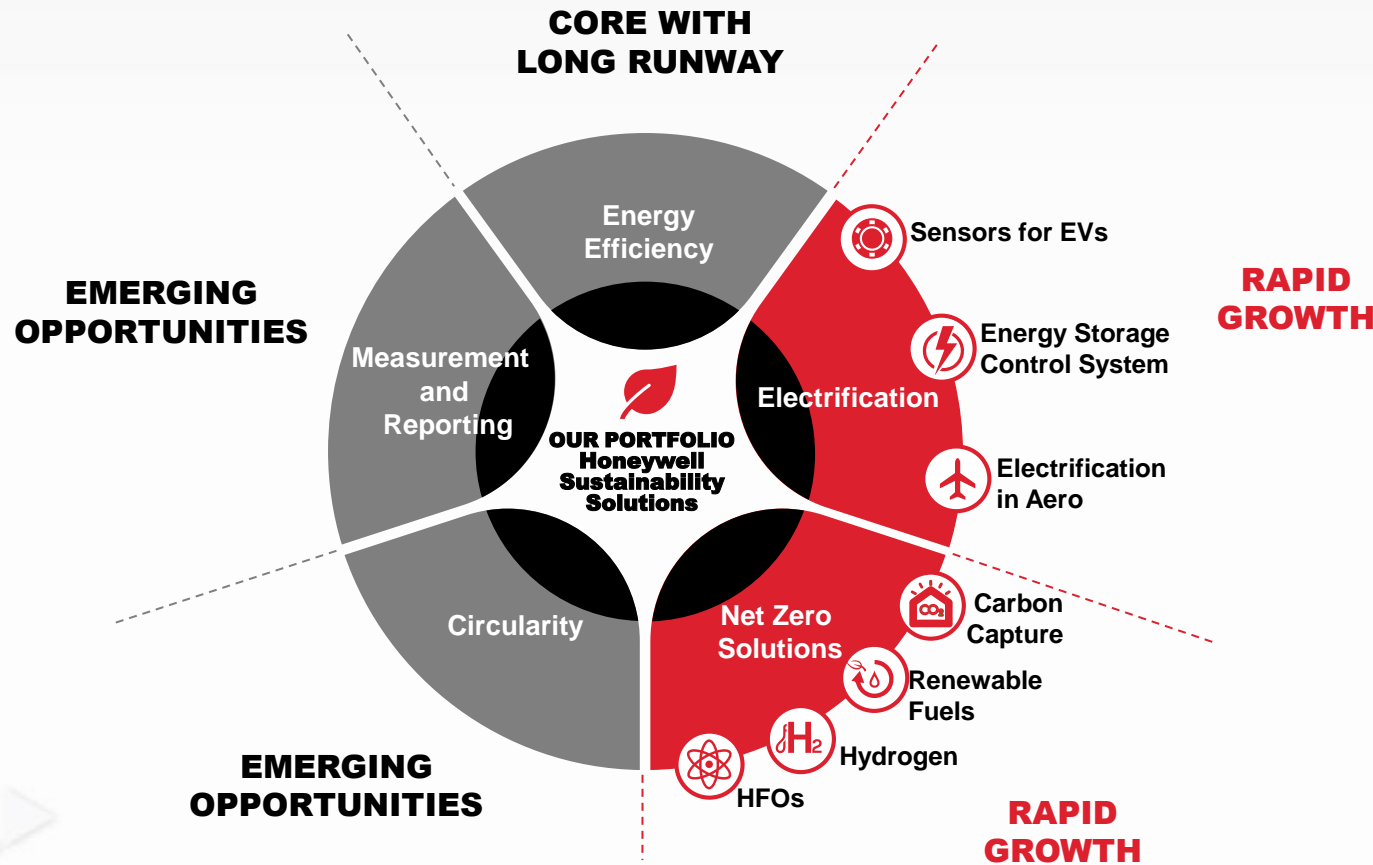 CORE WITH
LONG RUNWAY
Energy
Efficiency
Sensors for EVs
RAPID
GROWTH
EMERGING
OPPORTUNITIES
Energy Storage
Control System
Measurement
and
Reporting
Electrification
OUR PORTFOLIO
Honeywell
Sustainability
Solutions
Electrification
in Aero
Circularity
Net Zero
Solutions
CO2
Carbon
Capture
Renewable
Fuels
H2
Hydrogen
HFOs
EMERGING
OPPORTUNITIES
RAPID
GROWTH